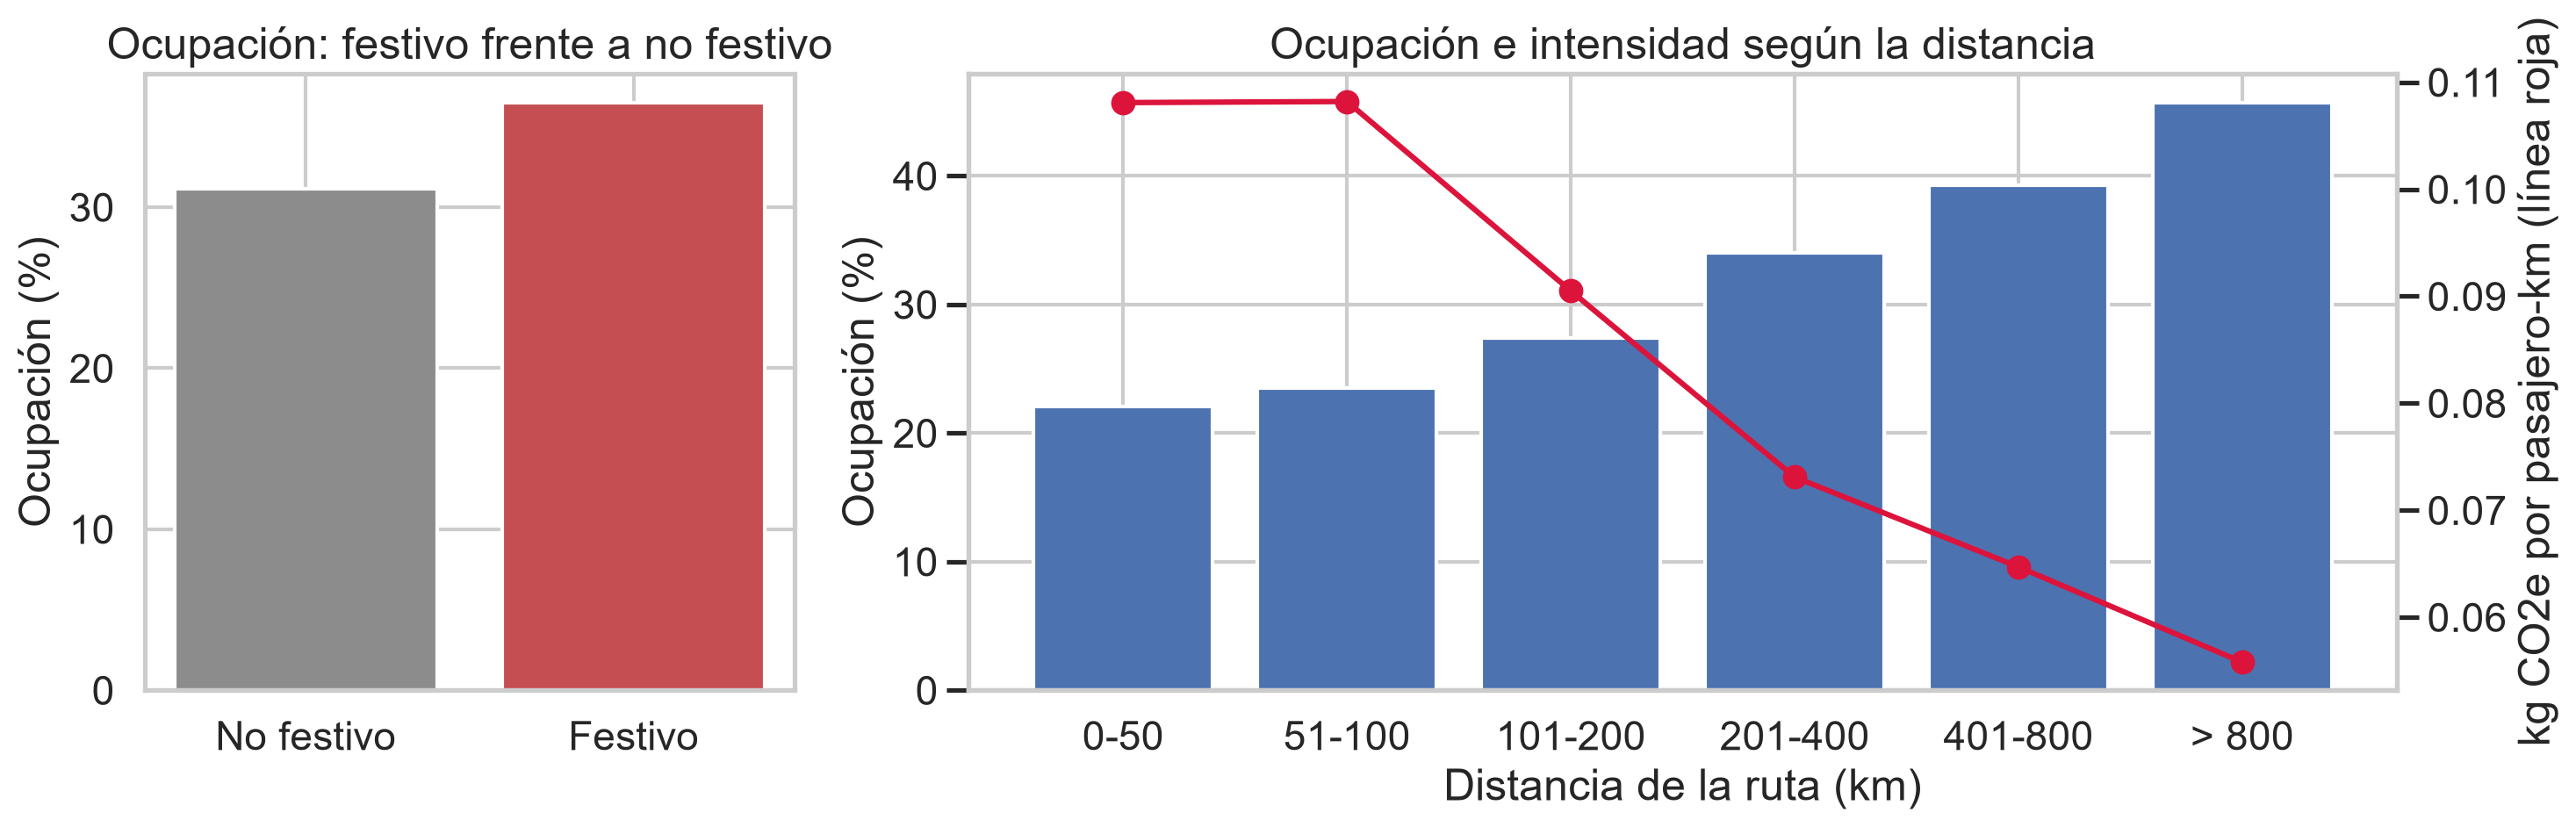 Ocupación: festivo frente a no festivo
Ocupación (%)
30
20
10
0
No festivo
Festivo
Ocupación e intensidad según la distancia
Ocupación (%)
40
30
20
10
0
0-50
51-100
101-200
201-400
401-800
> 800
Distancia de la ruta (km)
0.11
0.10
0.09
0.08
0.07
0.06
kg CO2e por pasajero-km (línea roja)